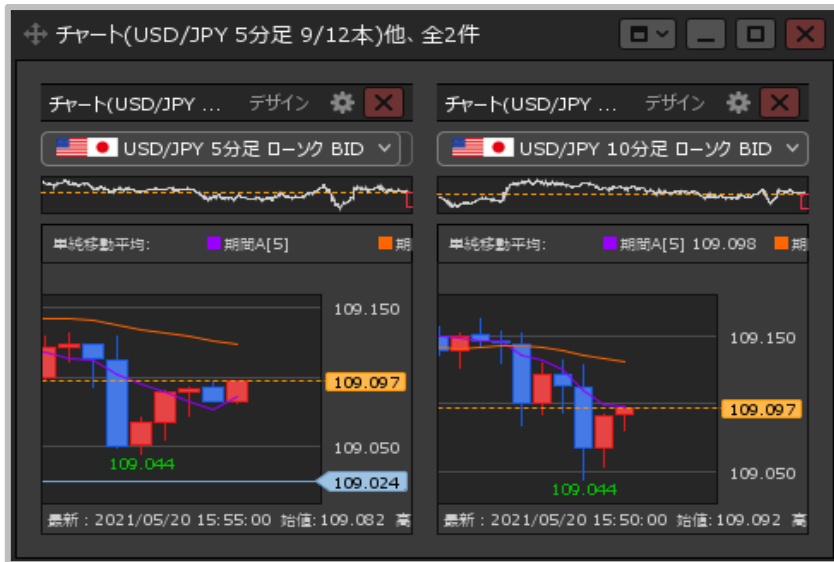 チャート(USD/JPY 5分足 9/12本)他、全2件
チャート(USD/JPY ... デザイン
USD/JPY 5分足 ローソク BID
単純移動平均: 期間A[5] 期
109.150
109.097
109.050
109.044
109.024
最新：2021/05/20 15:55:00 始値:109.082 高
チャート(USD/JPY ... デザイン
USD/JPY 10分足 ローソク BID
単純移動平均: 期間A[5] 109.098 期
109.150
109.097
109.050
109.044
最新：2021/05/20 15:50:00 始値:109.092 高